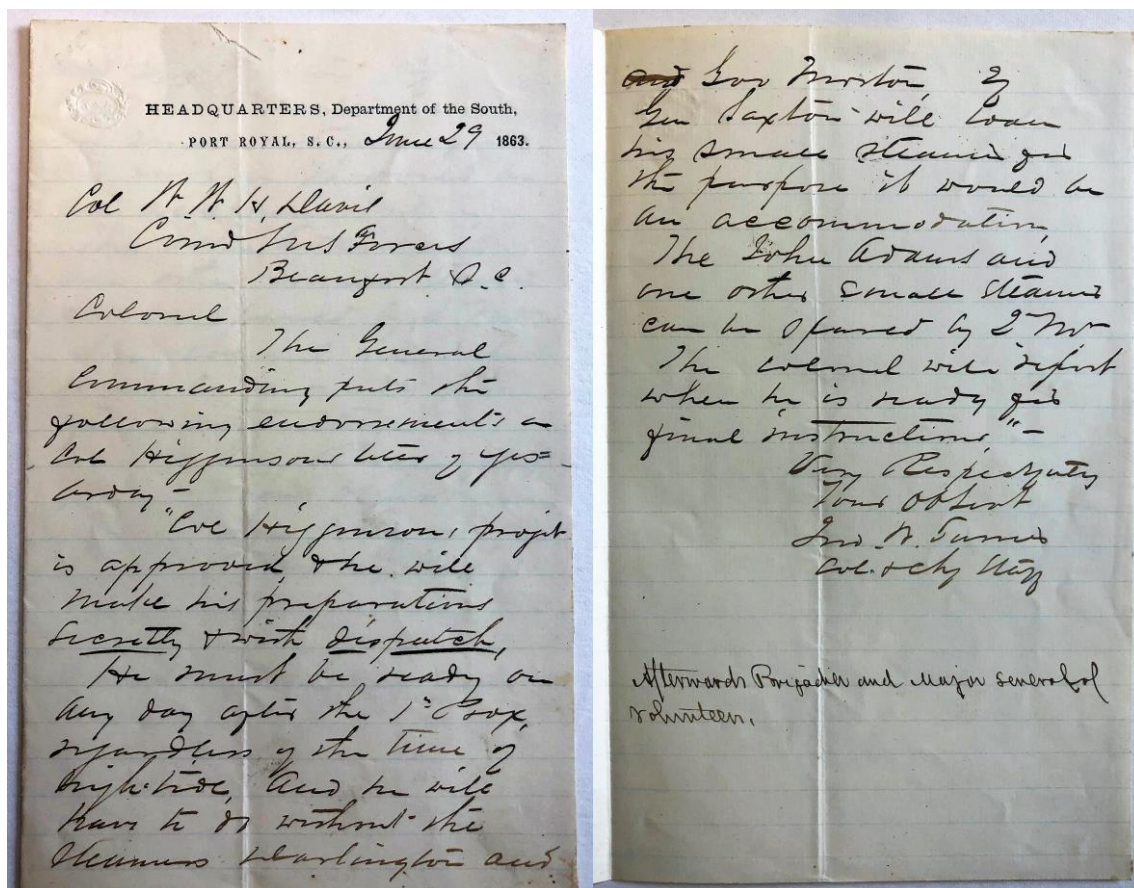 HEADQUARTERS, Department of the South,
PORT ROYAL, S. C., June 29 1863.
Col W. W. H. Davis
Comd U.S. Forces
Beaufort S.C.
Colonel
The General
Commanding puts the
following endorsements on
Col Higginsons letter of yes=
terday—
"Col Higginsons projet
is approved, & he will
make his preparations
secretly & with dispatch,
He must be ready on
any day after the 1st Prox,
regardless of the time of
high-tide, And he will
have to do without the
steamers Darlington and
and Gov Morton, If
Gen Saxton will loan
his small steamer for
the purpose it would be
an accommodation,
The John Adams and
one other small steamer
can be spared by Q Mr
The colonel will report
when he is ready for
final instructions"—
Very Respectfully
Your Obt Svt
Jno. W. Turner
Col. & Chf Staff
Afterwards Brigadier and Major General of
Volunteers.